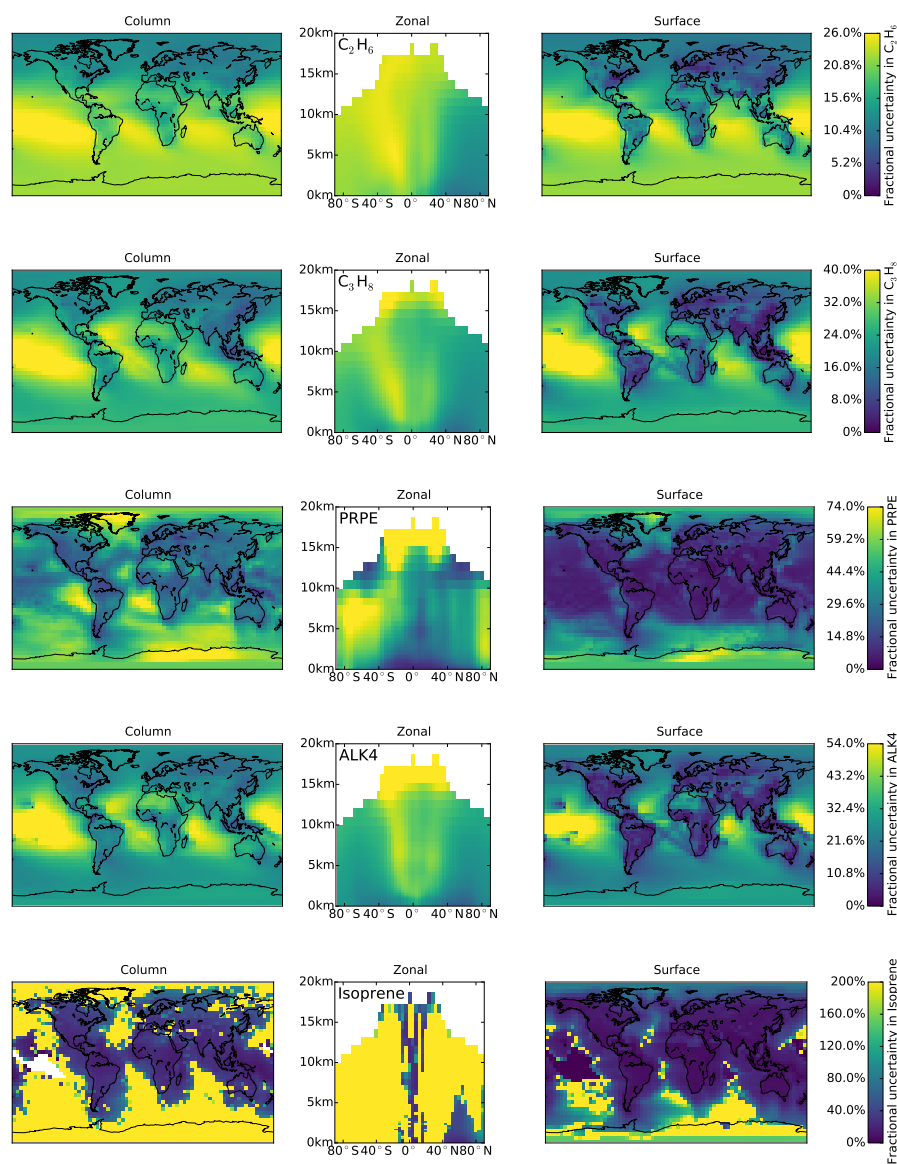 Column
Zonal
Surface
20km
15km
10km
5km
0km
C₂H₆
80°S 40°S 0° 40°N 80°N
26.0%
20.8%
15.6%
10.4%
5.2%
0%
Fractional uncertainty in C₂H₆
Column
Zonal
Surface
20km
15km
10km
5km
0km
C₃H₈
80°S 40°S 0° 40°N 80°N
40.0%
32.0%
24.0%
16.0%
8.0%
0%
Fractional uncertainty in C₃H₈
Column
Zonal
Surface
20km
15km
10km
5km
0km
PRPE
80°S 40°S 0° 40°N 80°N
74.0%
59.2%
44.4%
29.6%
14.8%
0%
Fractional uncertainty in PRPE
Column
Zonal
Surface
20km
15km
10km
5km
0km
ALK4
80°S 40°S 0° 40°N 80°N
54.0%
43.2%
32.4%
21.6%
10.8%
0%
Fractional uncertainty in ALK4
Column
Zonal
Surface
20km
15km
10km
5km
0km
Isoprene
80°S 40°S 0° 40°N 80°N
200%
160.0%
120.0%
80.0%
40.0%
0%
Fractional uncertainty in Isoprene